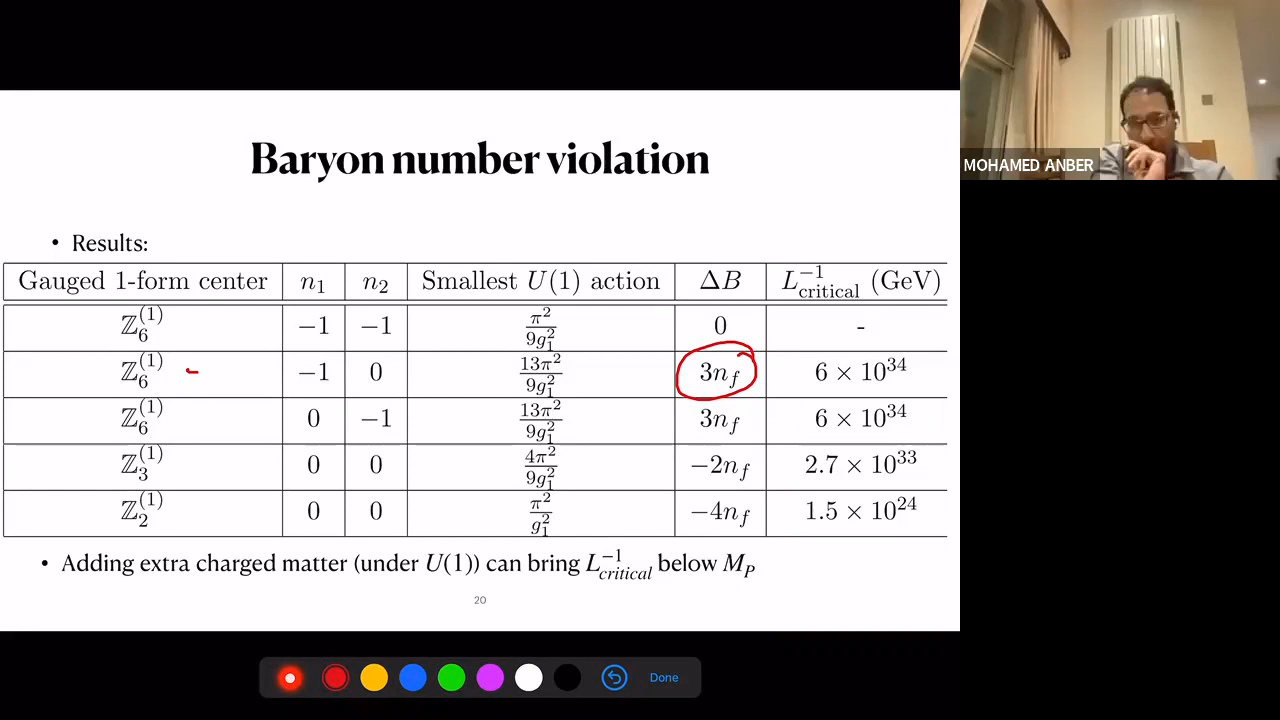 Baryon number violation
MOHAMED ANBER
• Results:
Gauged 1-form center | n₁ | n₂ | Smallest U(1) action | ΔB | L⁻¹_critical (GeV)
ℤ₆⁽¹⁾ | −1 | −1 | π²/9g₁² | 0 | -
ℤ₆⁽¹⁾ | −1 | 0 | 13π²/9g₁² | 3n_f | 6 × 10³⁴
ℤ₆⁽¹⁾ | 0 | −1 | 13π²/9g₁² | 3n_f | 6 × 10³⁴
ℤ₃⁽¹⁾ | 0 | 0 | 4π²/9g₁² | −2n_f | 2.7 × 10³³
ℤ₂⁽¹⁾ | 0 | 0 | π²/g₁² | −4n_f | 1.5 × 10²⁴
• Adding extra charged matter (under U(1)) can bring L⁻¹_critical below M_P
20
Done